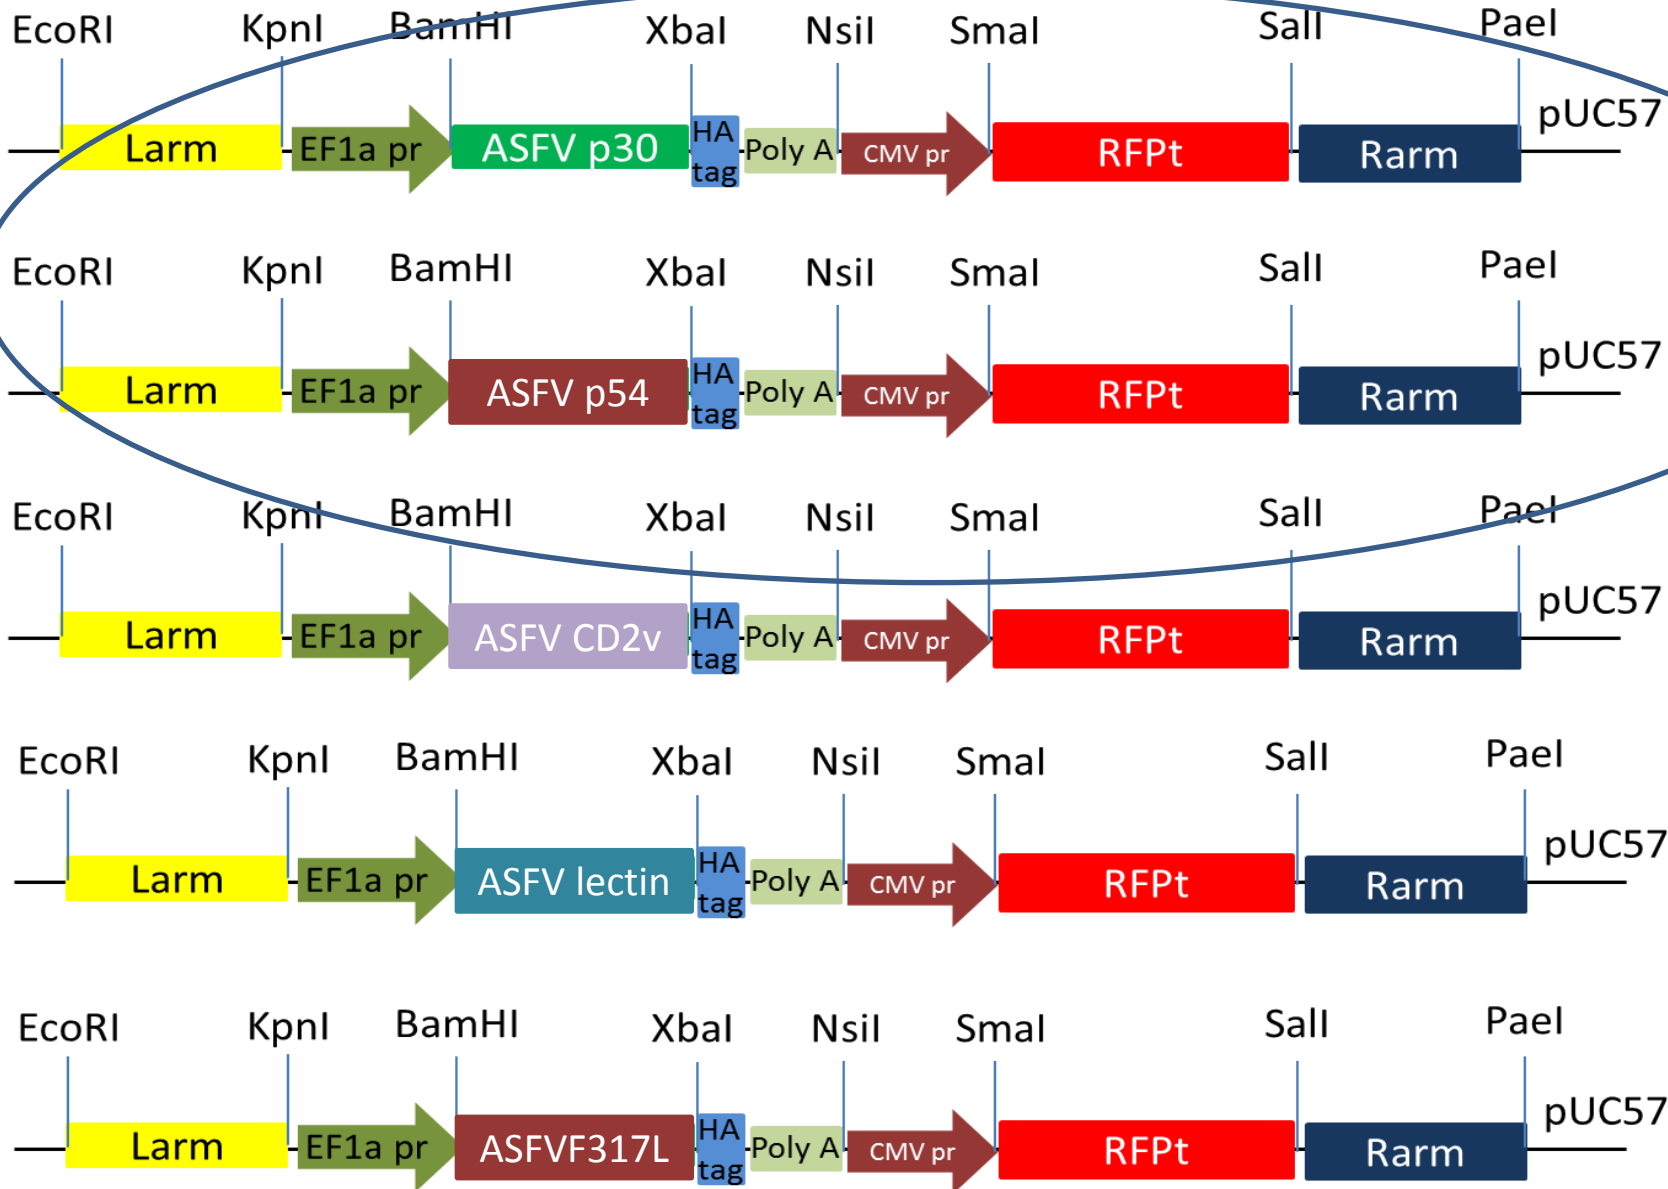 EcoRI KpnI BamHI XbaI NsiI SmaI SalI PaeI
Larm EF1a pr ASFV p30 HA tag Poly A CMV pr RFPt Rarm pUC57
EcoRI KpnI BamHI XbaI NsiI SmaI SalI PaeI
Larm EF1a pr ASFV p54 HA tag Poly A CMV pr RFPt Rarm pUC57
EcoRI KpnI BamHI XbaI NsiI SmaI SalI PaeI
Larm EF1a pr ASFV CD2v HA tag Poly A CMV pr RFPt Rarm pUC57
EcoRI KpnI BamHI XbaI NsiI SmaI SalI PaeI
Larm EF1a pr ASFV lectin HA tag Poly A CMV pr RFPt Rarm pUC57
EcoRI KpnI BamHI XbaI NsiI SmaI SalI PaeI
Larm EF1a pr ASFVF317L HA tag Poly A CMV pr RFPt Rarm pUC57